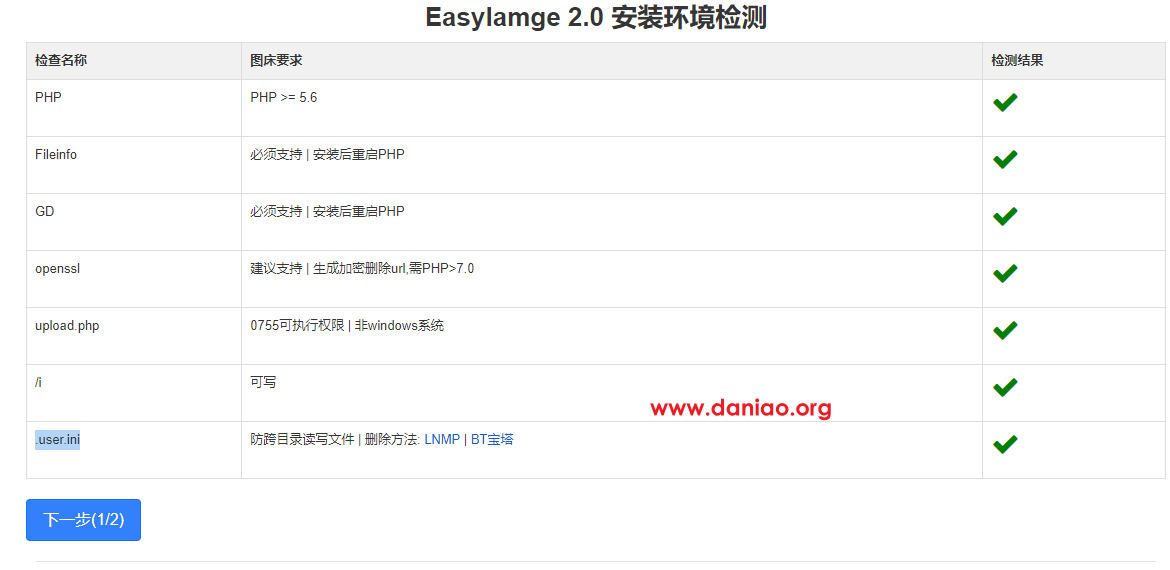 EasyIamge 2.0 安装环境检测
检查名称 图床要求 检测结果
PHP PHP >= 5.6
Fileinfo 必须支持 | 安装后重启PHP
GD 必须支持 | 安装后重启PHP
openssl 建议支持 | 生成加密删除url,需PHP>7.0
upload.php 0755可执行权限 | 非windows系统
/i 可写
www.daniao.org
.user.ini 防跨目录读写文件 | 删除方法: LNMP | BT宝塔
下一步(1/2)